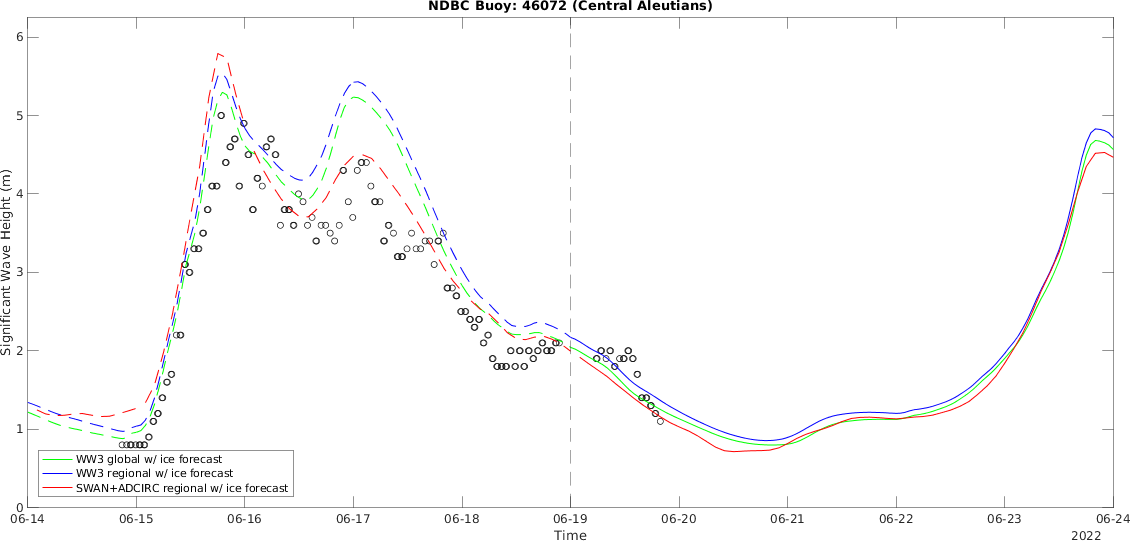 NDBC Buoy: 46072 (Central Aleutians)
6
5
4
3
2
1
0
Significant Wave Height (m)
WW3 global w/ ice forecast
WW3 regional w/ ice forecast
SWAN+ADCIRC regional w/ ice forecast
06-14 06-15 06-16 06-17 06-18 06-19 06-20 06-21 06-22 06-23 06-24
Time
2022